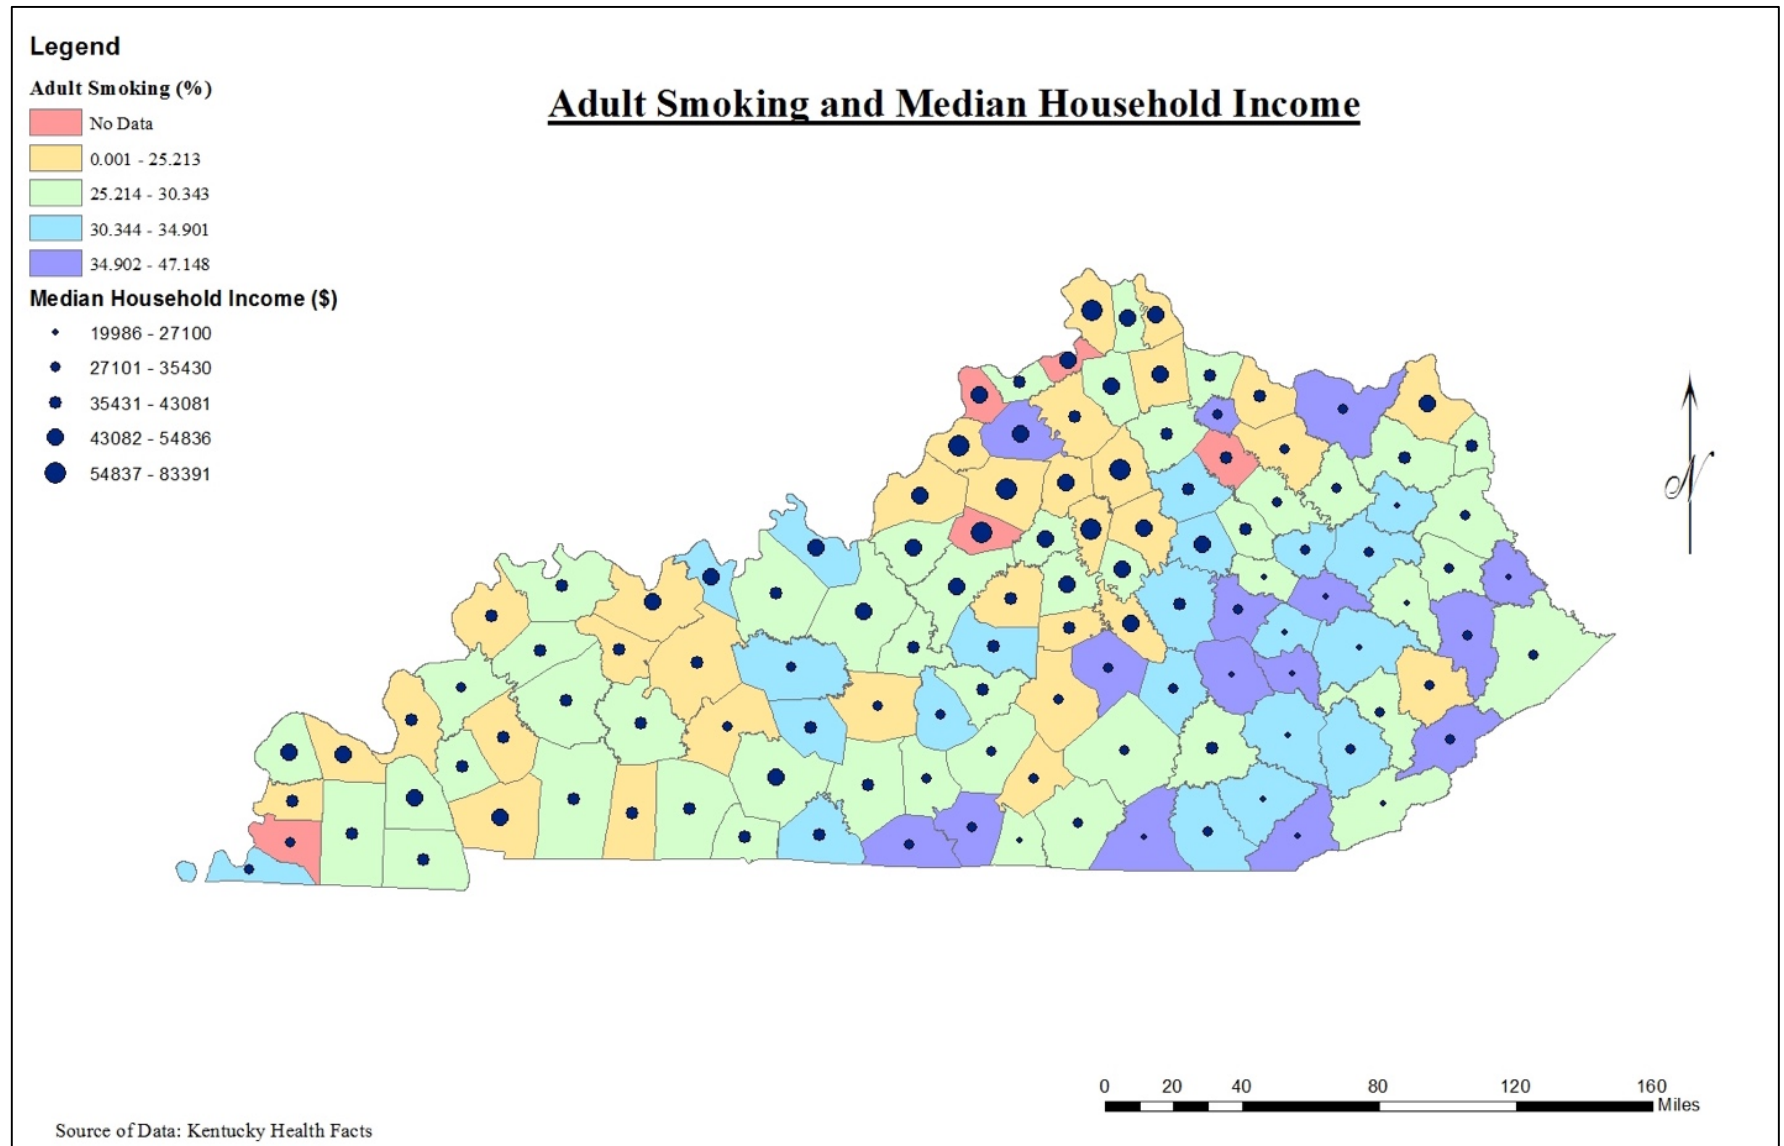 Legend
Adult Smoking (%)
No Data
0.001 - 25.213
25.214 - 30.343
30.344 - 34.901
34.902 - 47.148
Median Household Income ($)
19986 - 27100
27101 - 35430
35431 - 43081
43082 - 54836
54837 - 83391
Adult Smoking and Median Household Income
N
0 20 40 80 120 160
Miles
Source of Data: Kentucky Health Facts